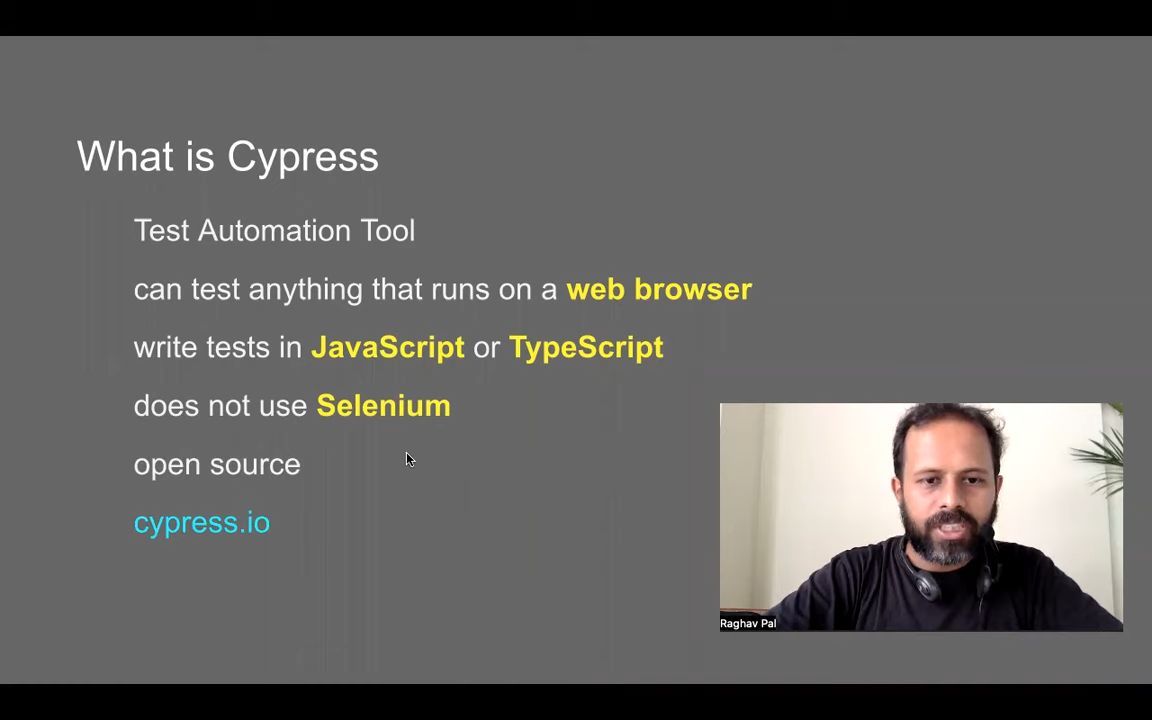 What is Cypress
Test Automation Tool
can test anything that runs on a web browser
write tests in JavaScript or TypeScript
does not use Selenium
open source
cypress.io
Raghav Pal